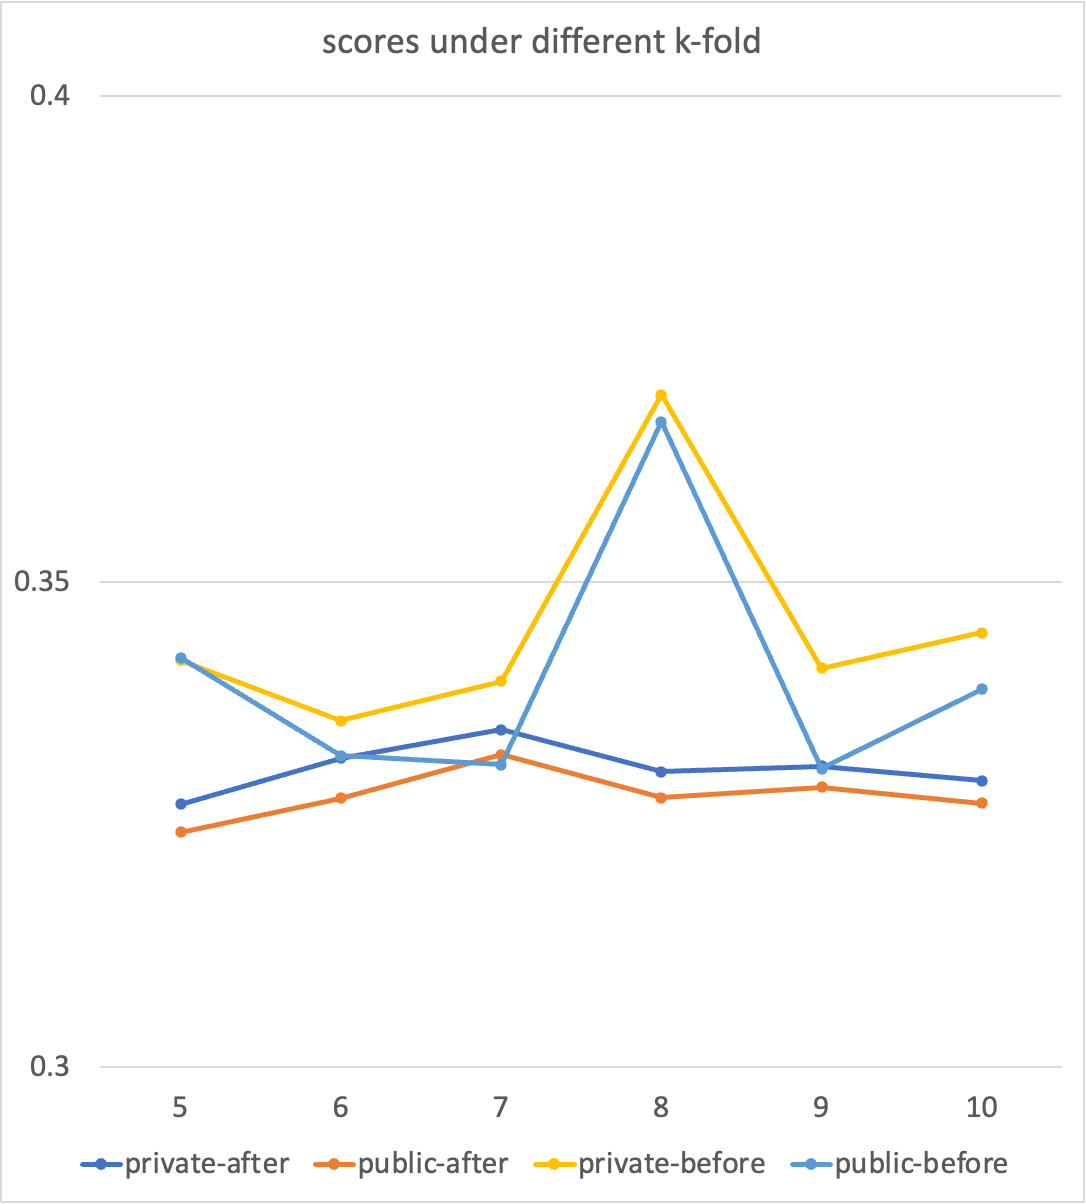 scores under different k-fold
0.4
0.35
0.3
5 6 7 8 9 10
private-after public-after private-before public-before